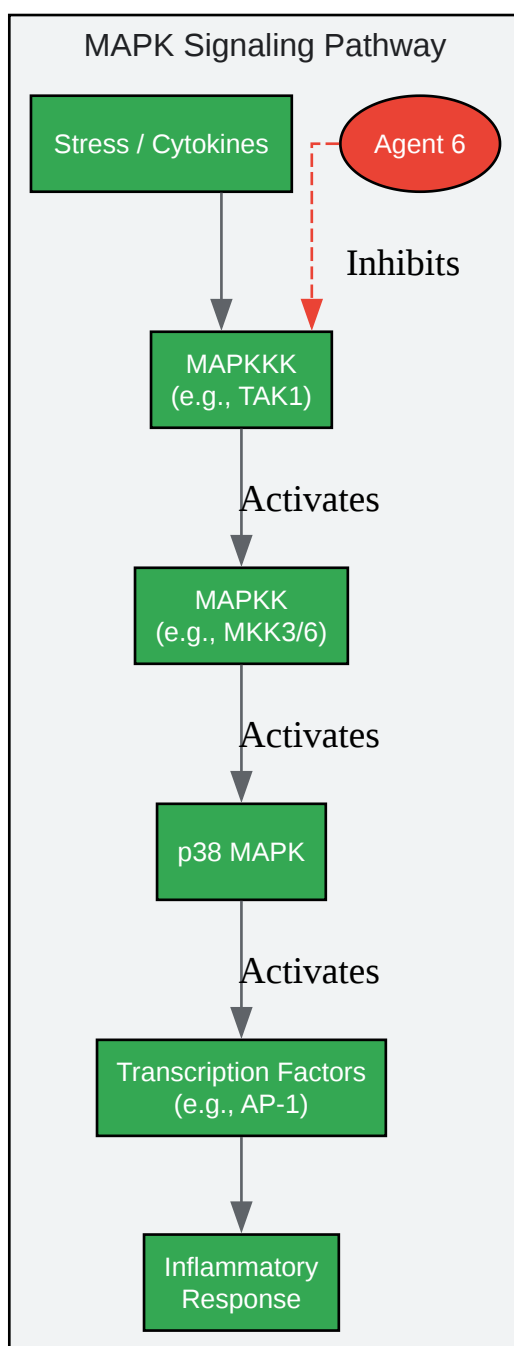 MAPK Signaling Pathway
Stress / Cytokines
Agent 6
Inhibits
MAPKKK
(e.g., TAK1)
Activates
MAPKK
(e.g., MKK3/6)
Activates
p38 MAPK
Activates
Transcription Factors
(e.g., AP-1)
Inflammatory
Response